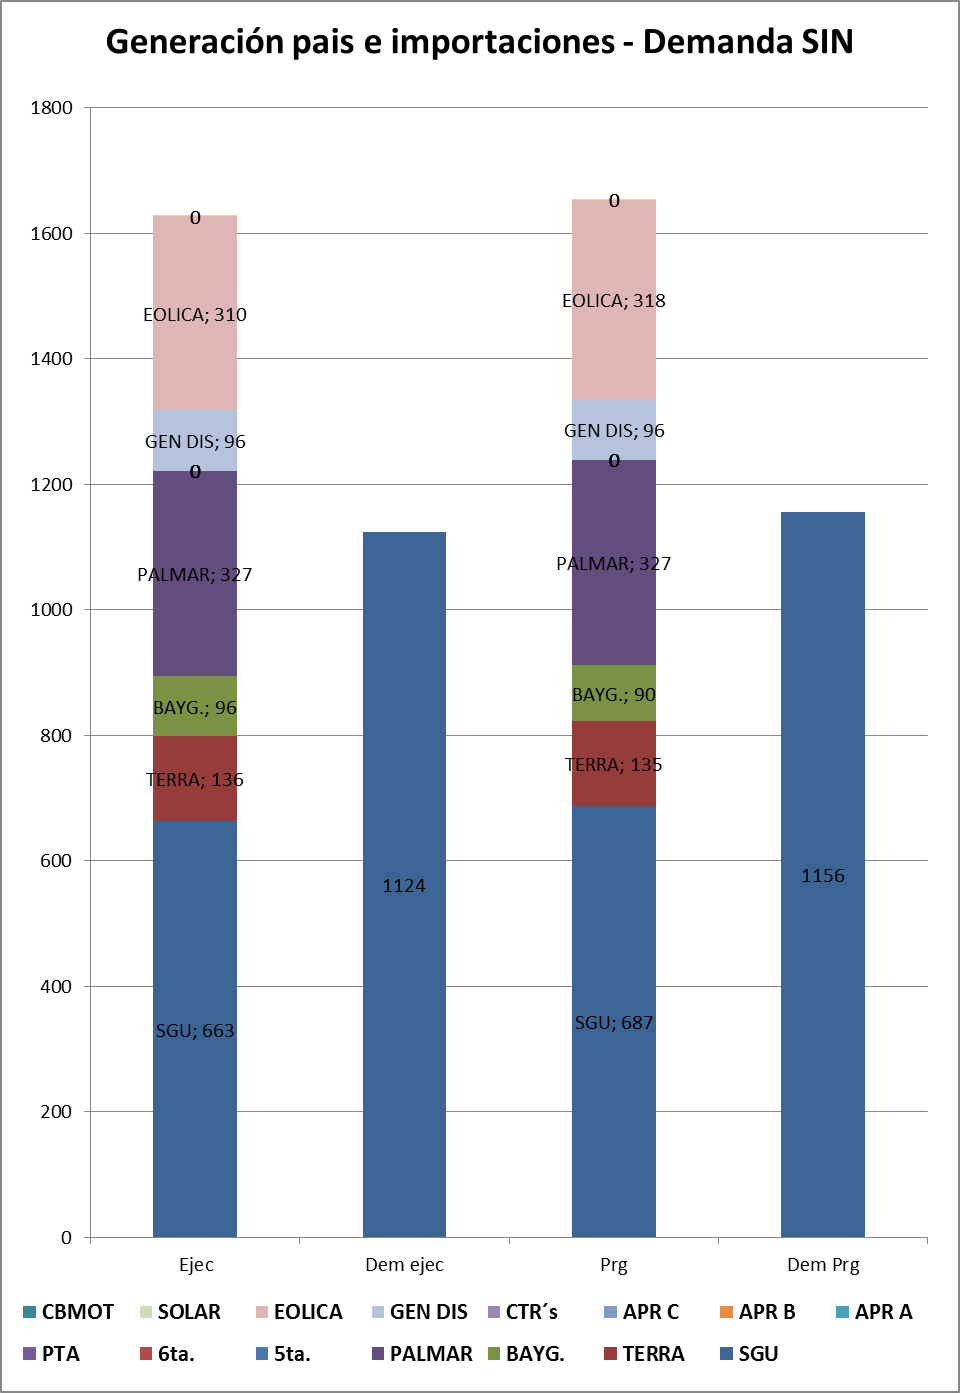 Generación pais e importaciones - Demanda SIN
1800
1600
1400
1200
1000
800
600
400
200
0
0
EOLICA; 310
GEN DIS; 96
0
PALMAR; 327
BAYG.; 96
TERRA; 136
SGU; 663
1124
0
EOLICA; 318
GEN DIS; 96
0
PALMAR; 327
BAYG.; 90
TERRA; 135
SGU; 687
1156
Ejec Dem ejec Prg Dem Prg
CBMOT SOLAR EOLICA GEN DIS CTR´s APR C APR B APR A
PTA 6ta. 5ta. PALMAR BAYG. TERRA SGU